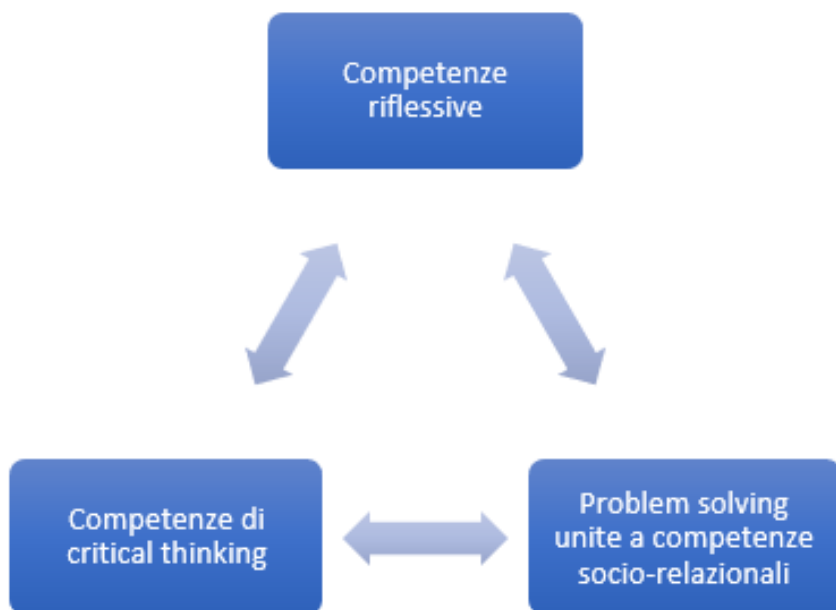 Competenze
riflessive
Competenze di
critical thinking
Problem solving
unite a competenze
socio-relazionali